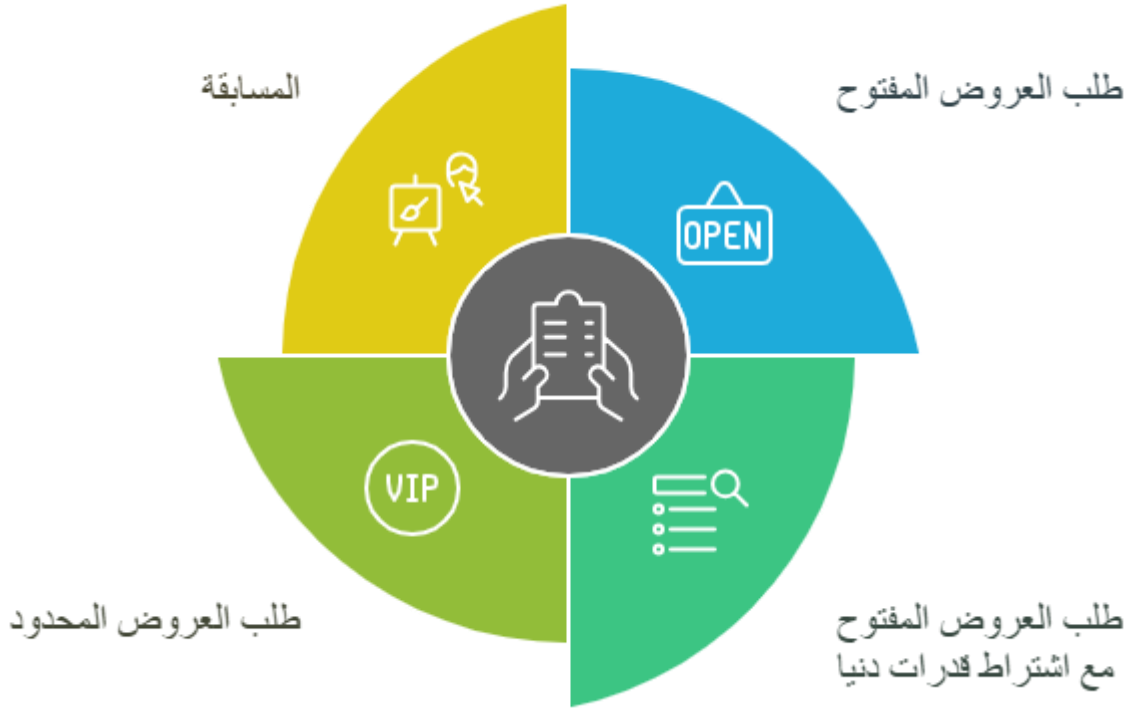 طلب العروض المفتوح
المسابقة
OPEN
VIP
طلب العروض المفتوح
مع اشتراط قدرات دنيا
طلب العروض المحدود